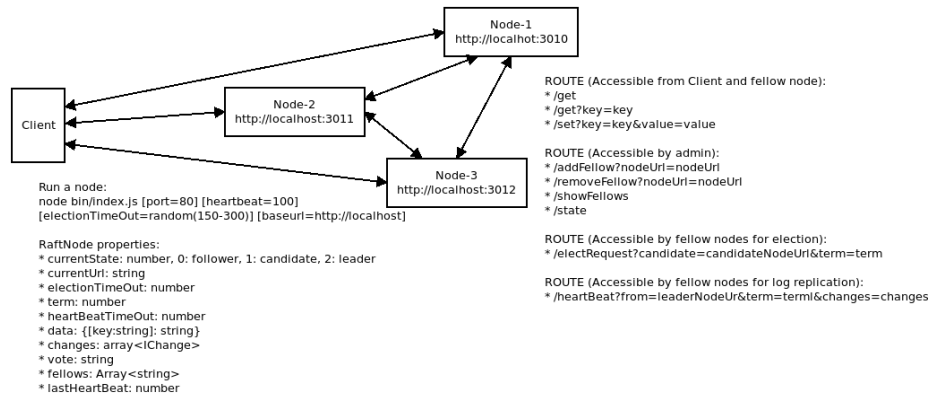 Node-1
http://localhot:3010
Client
Node-2
http://localhost:3011
Node-3
http://localhost:3012
Run a node:
node bin/index.js [port=80] [heartbeat=100]
[electionTimeOut=random(150-300)] [baseurl=http://localhost]
RaftNode properties:
* currentState: number, 0: follower, 1: candidate, 2: leader
* currentUrl: string
* electionTimeOut: number
* term: number
* heartBeatTimeOut: number
* data: {[key:string]: string}
* changes: array<IChange>
* vote: string
* fellows: Array<string>
* lastHeartBeat: number
ROUTE (Accessible from Client and fellow node):
* /get
* /get?key=key
* /set?key=key&value=value
ROUTE (Accessible by admin):
* /addFellow?nodeUrl=nodeUrl
* /removeFellow?nodeUrl=nodeUrl
* /showFellows
* /state
ROUTE (Accessible by fellow nodes for election):
* /electRequest?candidate=candidateNodeUrl&term=term
ROUTE (Accessible by fellow nodes for log replication):
* /heartBeat?from=leaderNodeUr&term=terml&changes=changes